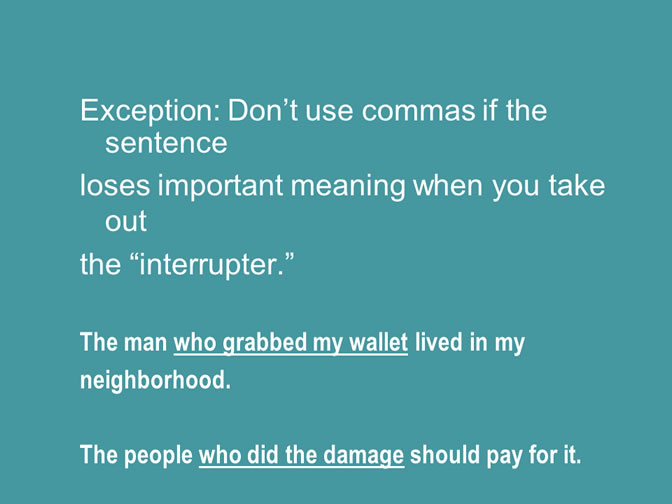 Exception: Don’t use commas if the
sentence
loses important meaning when you take
out
the “interrupter.”
The man who grabbed my wallet lived in my
neighborhood.
The people who did the damage should pay for it.